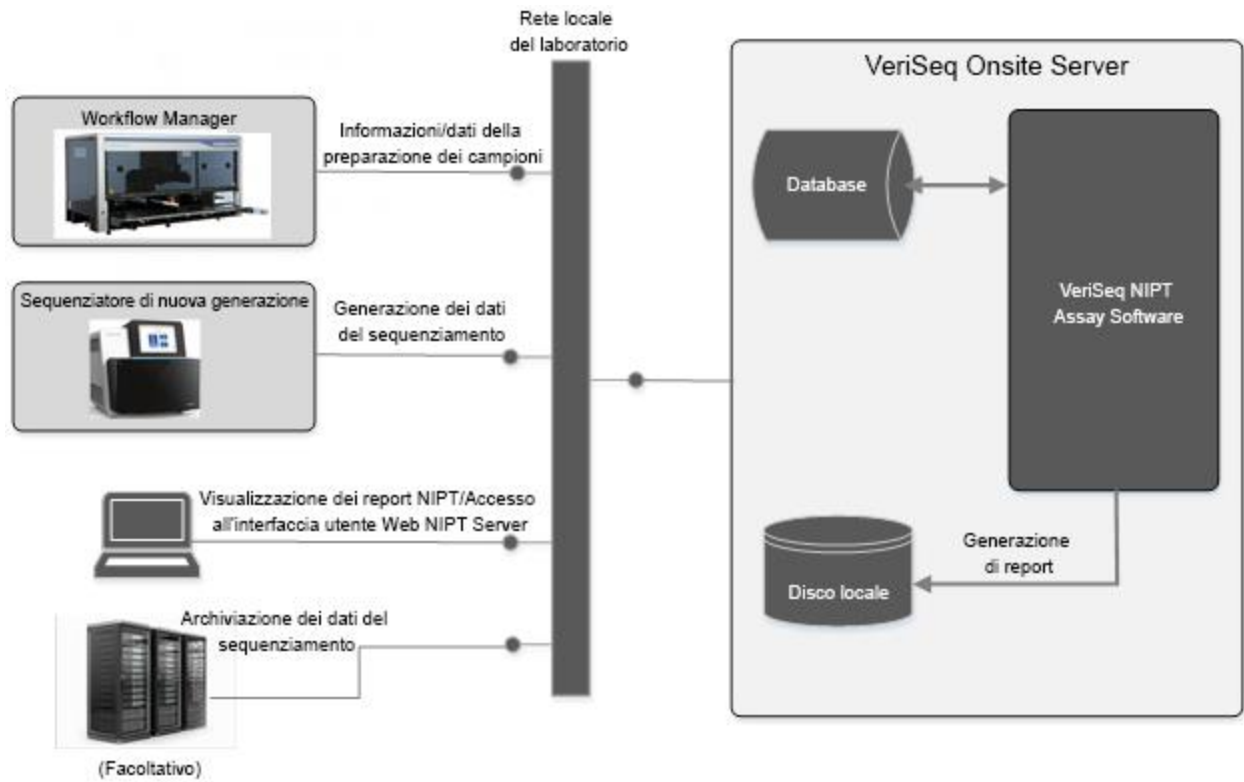 Rete locale
del laboratorio
VeriSeq Onsite Server
Workflow Manager
Informazioni/dati della
preparazione dei campioni
Database
VeriSeq NIPT
Assay Software
Sequenziatore di nuova generazione
Generazione dei dati
del sequenziamento
Visualizzazione dei report NIPT/Accesso
all'interfaccia utente Web NIPT Server
Generazione
di report
Disco locale
Archiviazione dei dati del
sequenziamento
(Facoltativo)